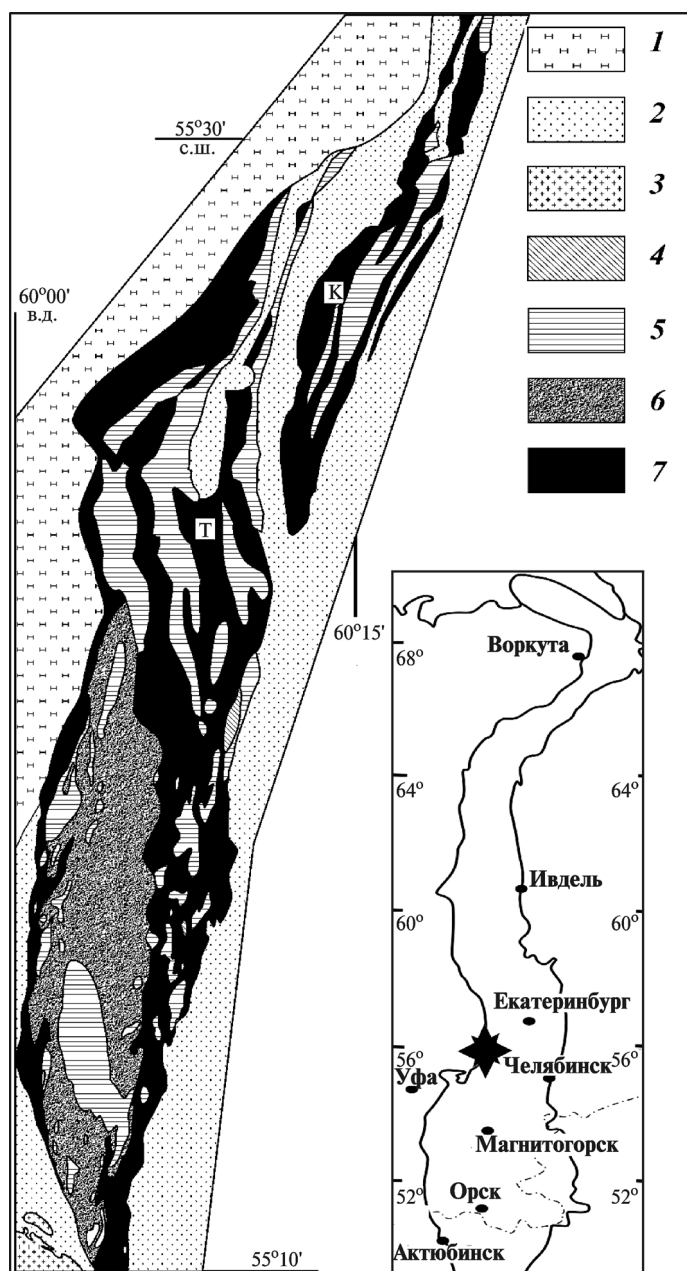 1
2
3
4
5
6
7
55°30'
с.ш.
60°00'
в.д.
К
Т
60°15'
55°10'
Воркута
68°
64°
64°
Ивдель
60°
60°
Екатеринбург
56°
56°
Челябинск
Уфа
Магнитогорск
52°
52°
Орск
Актюбинск